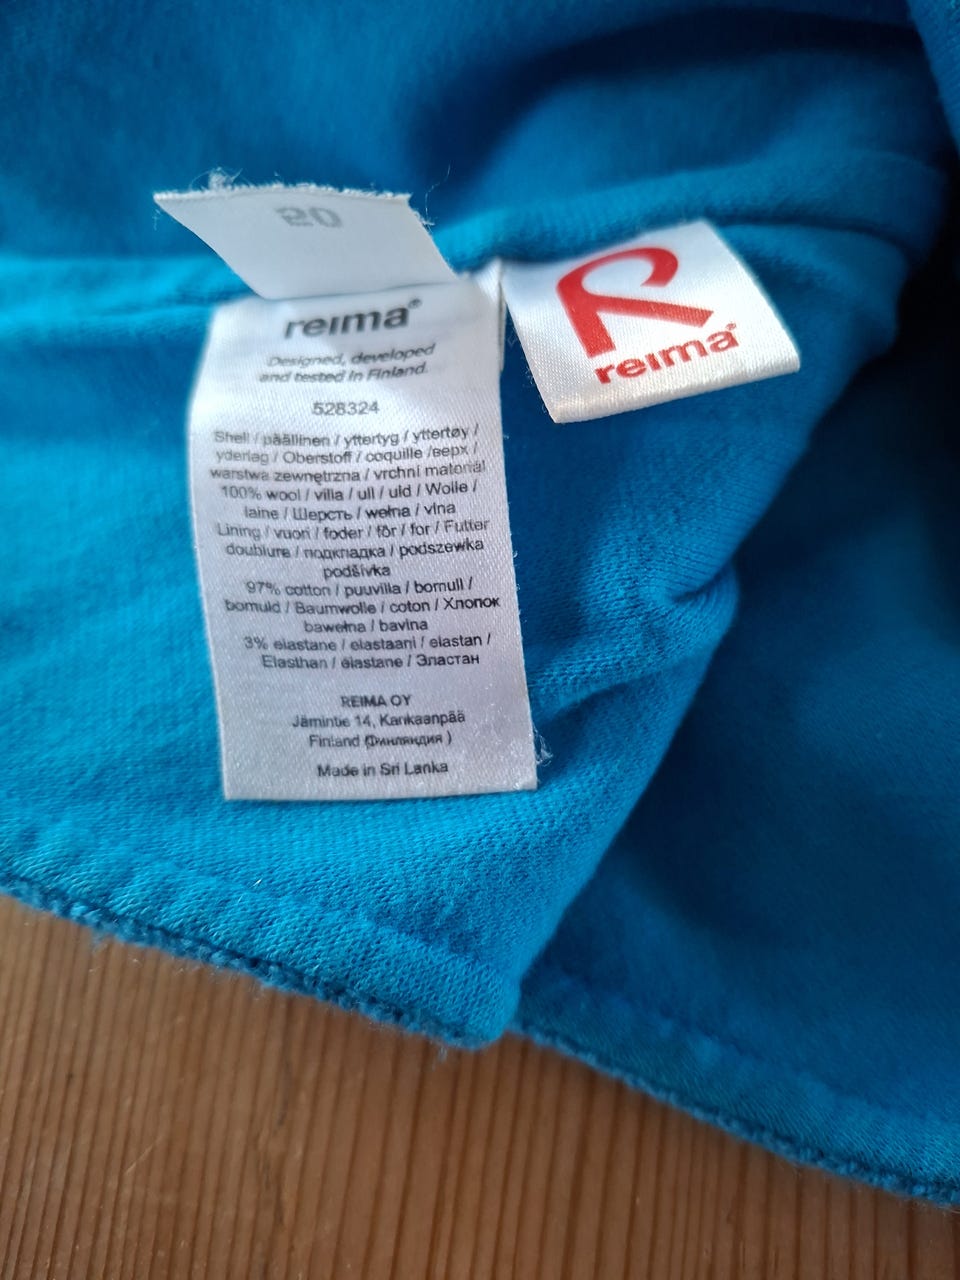 50
reima®
Designed, developed
and tested in Finland.
528324
Shell / päällinen / yttertyg / yttertøy /
yderlag / Oberstoff / coquille /верх /
warstwa zewnętrzna / vrchní materiál
100% wool / villa / ull / uld / Wolle /
laine / Шерсть / wełna / vlna
Lining / vuori / foder / fôr / for / Futter
doublure / подкладка / podszewka
podšívka
97% cotton / puuvilla / bomull /
bomuld / Baumwolle / coton / Хлопок
bawełna / bavlna
3% elastane / elastaani / elastan /
Elasthan / élastane / Эластан
REIMA OY
Jämintie 14, Kankaanpää
Finland (Финляндия )
Made in Sri Lanka
R
reima®